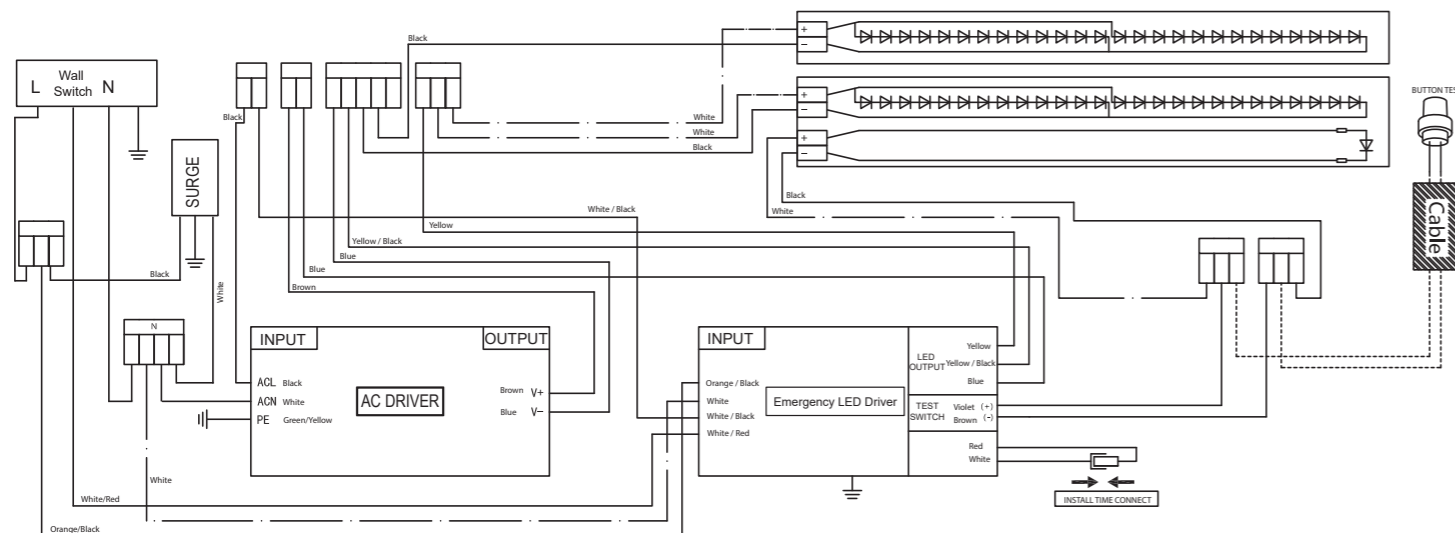 Wall
L Switch N
SURGE
Black
White
N
Black
Black
+
−
+
−
+
−
White
White
Black
Black
White
BUTTON TEST
Cable
White / Black
Yellow
Yellow / Black
Blue
Blue
Brown
INPUT
OUTPUT
ACL Black
ACN White
PE Green/Yellow
AC DRIVER
Brown V+
Blue V−
INPUT
Orange / Black
White
White / Black
White / Red
Emergency LED Driver
LED
OUTPUT
Yellow
Yellow / Black
Blue
TEST
SWITCH
Violet (+)
Brown (-)
Red
White
INSTALL TIME CONNECT
White
White/Red
Orange/Black